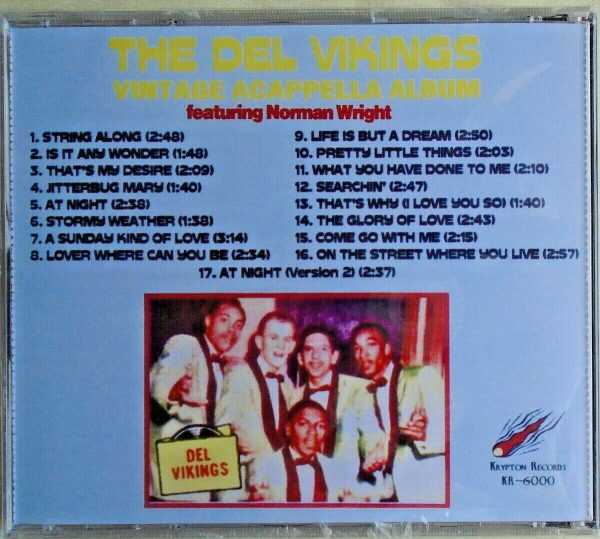 THE DEL VIKINGS
VINTAGE ACAPPELLA ALBUM
featuring Norman Wright
1. STRING ALONG (2:48)
2. IS IT ANY WONDER (1:48)
3. THAT'S MY DESIRE (2:09)
4. JITTERBUG MARY (1:40)
5. AT NIGHT (2:38)
6. STORMY WEATHER (1:38)
7. A SUNDAY KIND OF LOVE (3:14)
8. LOVER WHERE CAN YOU BE (2:34)
9. LIFE IS BUT A DREAM (2:50)
10. PRETTY LITTLE THINGS (2:03)
11. WHAT YOU HAVE DONE TO ME (2:10)
12. SEARCHIN' (2:47)
13. THAT'S WHY (I LOVE YOU SO) (1:40)
14. THE GLORY OF LOVE (2:43)
15. COME GO WITH ME (2:15)
16. ON THE STREET WHERE YOU LIVE (2:57)
17. AT NIGHT (Version 2) (2:37)
DEL
VIKINGS
KRYPTON RECORDS
KR-6000